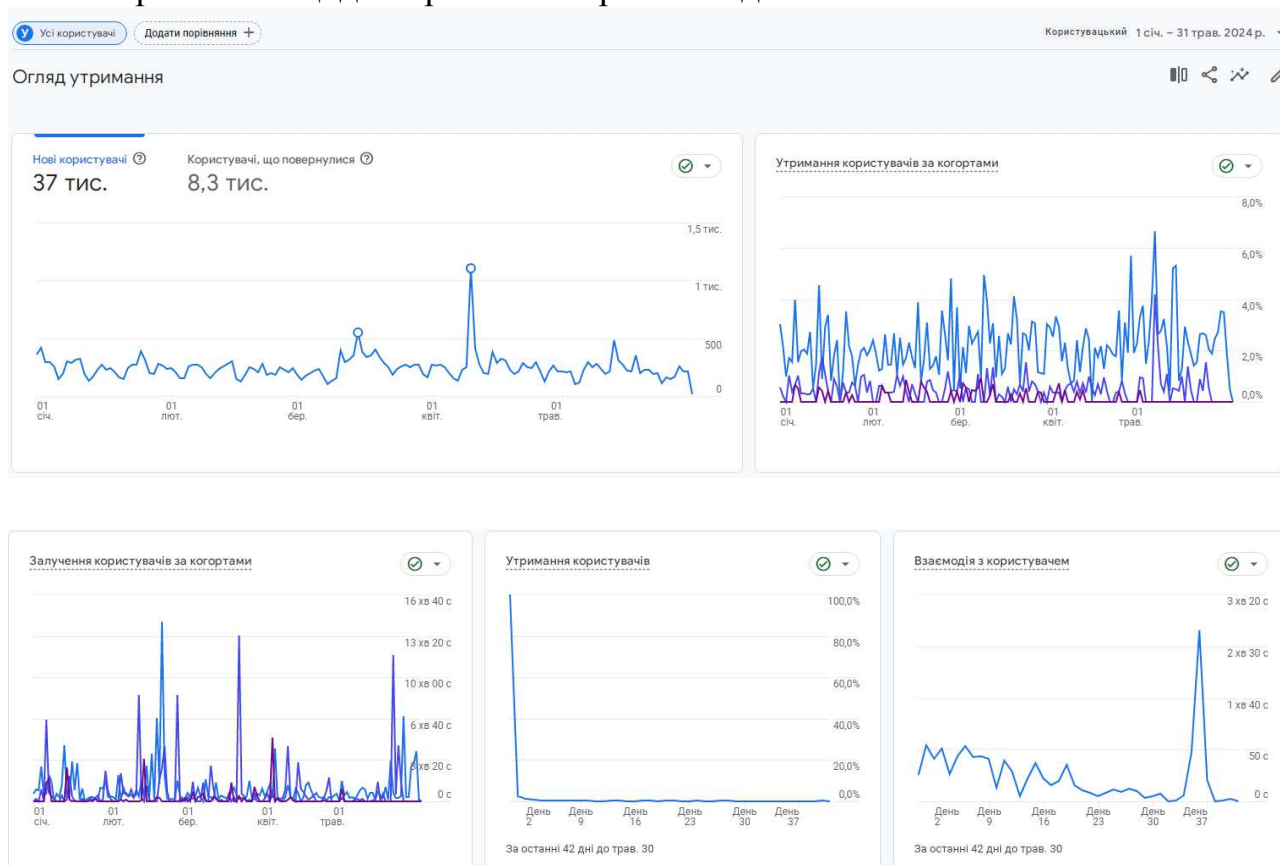 Усі користувачі Додати порівняння + Користувацький 1 січ. – 31 трав. 2024 р.
Огляд утримання
Нові користувачі Користувачі, що повернулися
37 тис. 8,3 тис.
1,5 тис.
1 тис.
500
0
01 01 01 01 01
січ. лют. бер. квіт. трав.
Утримання користувачів за когортами
8,0%
6,0%
4,0%
2,0%
0,0%
01 01 01 01 01
січ. лют. бер. квіт. трав.
Залучення користувачів за когортами
16 хв 40 с
13 хв 20 с
10 хв 00 с
6 хв 40 с
3 хв 20 с
0 с
01 01 01 01 01
січ. лют. бер. квіт. трав.
Утримання користувачів
100,0%
80,0%
60,0%
40,0%
20,0%
0,0%
День День День День День День
2 9 16 23 30 37
За останні 42 дні до трав. 30
Взаємодія з користувачем
3 хв 20 с
2 хв 30 с
1 хв 40 с
50 с
0 с
День День День День День День
2 9 16 23 30 37
За останні 42 дні до трав. 30